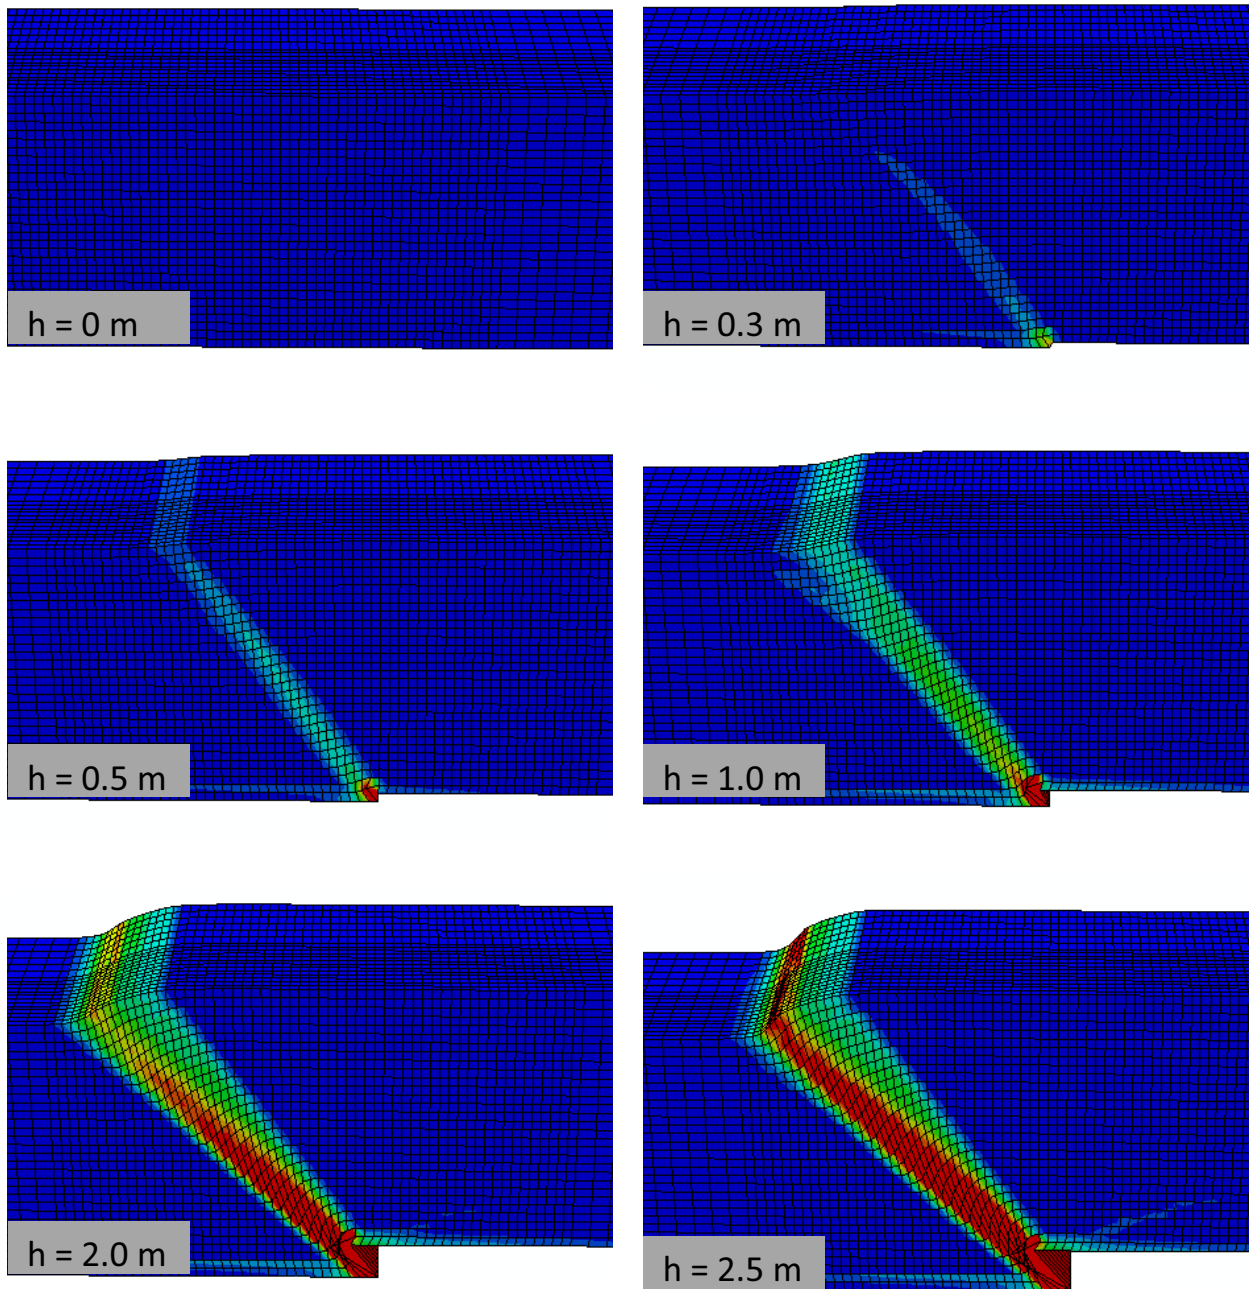 h = 0 m
h = 0.3 m
h = 0.5 m
h = 1.0 m
h = 2.0 m
h = 2.5 m